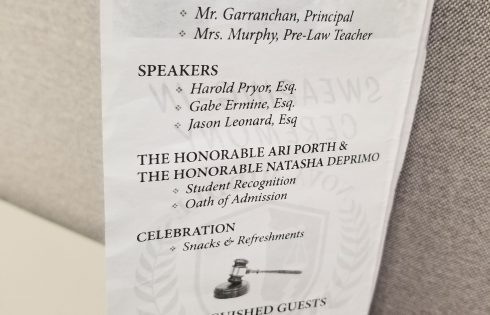 Mr. Garranchan, Principal
Mrs. Murphy, Pre-Law Teacher
SPEAKERS
Harold Pryor, Esq.
Gabe Ermine, Esq.
Jason Leonard, Esq
THE HONORABLE ARI PORTH &
THE HONORABLE NATASHA DEPRIMO
Student Recognition
Oath of Admission
CELEBRATION
Snacks & Refreshments
GUESTS